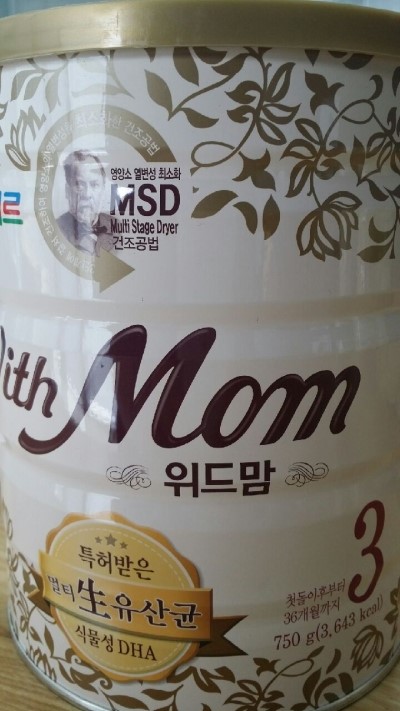 영양소 열변성 최소화
MSD
Multi Stage Dryer
건조공법
르
With Mom
위드맘
특허받은
멀티 生유산균
식물성 DHA
3
첫돌이후부터
36개월까지
750 g(3,643 kcal)